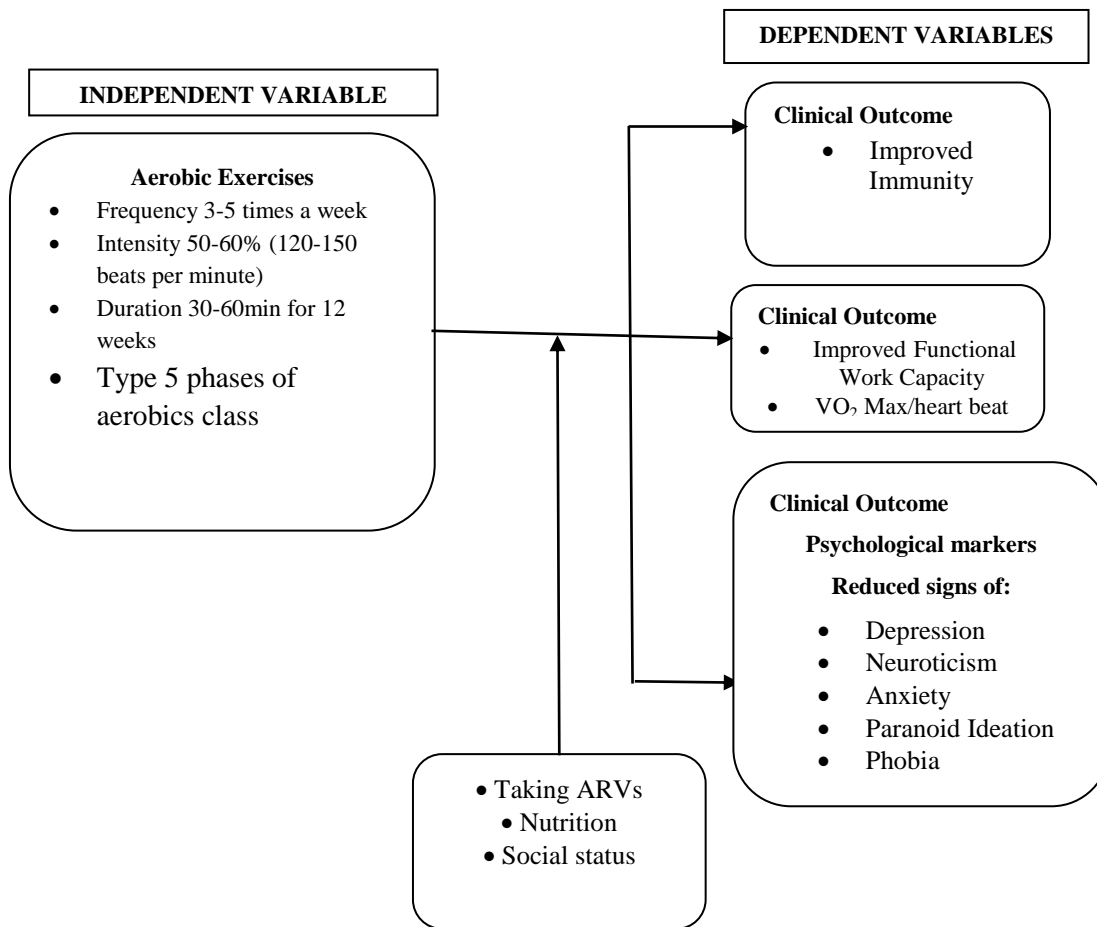 INDEPENDENT VARIABLE
Aerobic Exercises
• Frequency 3-5 times a week
• Intensity 50-60% (120-150
beats per minute)
• Duration 30-60min for 12
weeks
• Type 5 phases of
aerobics class
DEPENDENT VARIABLES
Clinical Outcome
• Improved
Immunity
Clinical Outcome
• Improved Functional
Work Capacity
• VO₂ Max/heart beat
Clinical Outcome
Psychological markers
Reduced signs of:
• Depression
• Neuroticism
• Anxiety
• Paranoid Ideation
• Phobia
• Taking ARVs
• Nutrition
• Social status